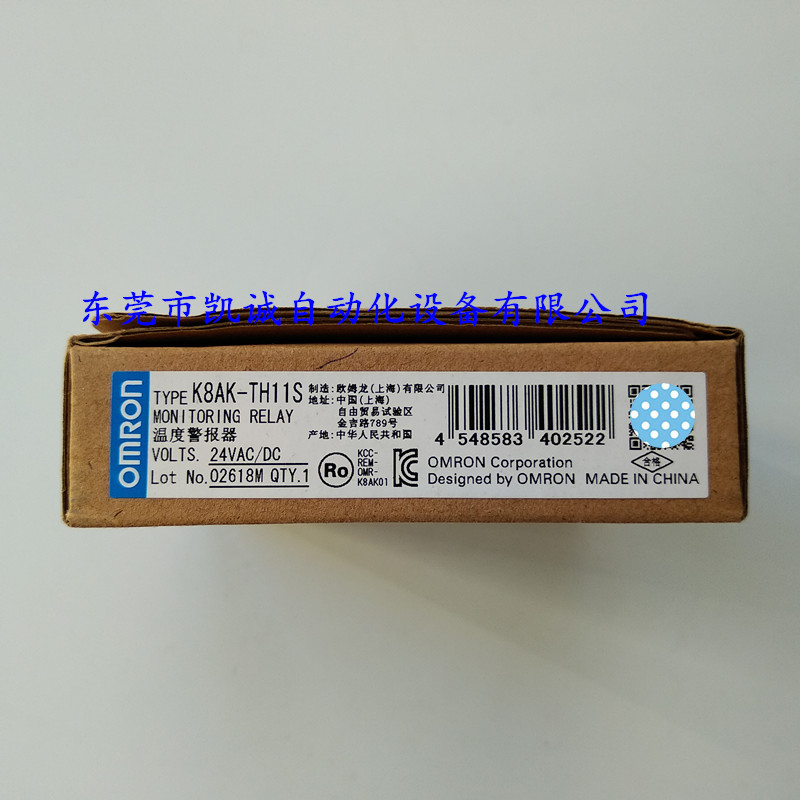 东莞市凯诚自动化设备有限公司
OMRON
TYPE K8AK-TH11S
MONITORING RELAY
温度警报器
VOLTS. 24VAC/DC
Lot No. 02618M QTY.1
制造: 欧姆龙(上海)有限公司
地址: 中国(上海)
自由贸易试验区
金吉路789号
产地: 中华人民共和国
4 548583 402522
Ro
KCC-
REM-
OMR-
K8AK01
合格
OMRON Corporation
Designed by OMRON MADE IN CHINA